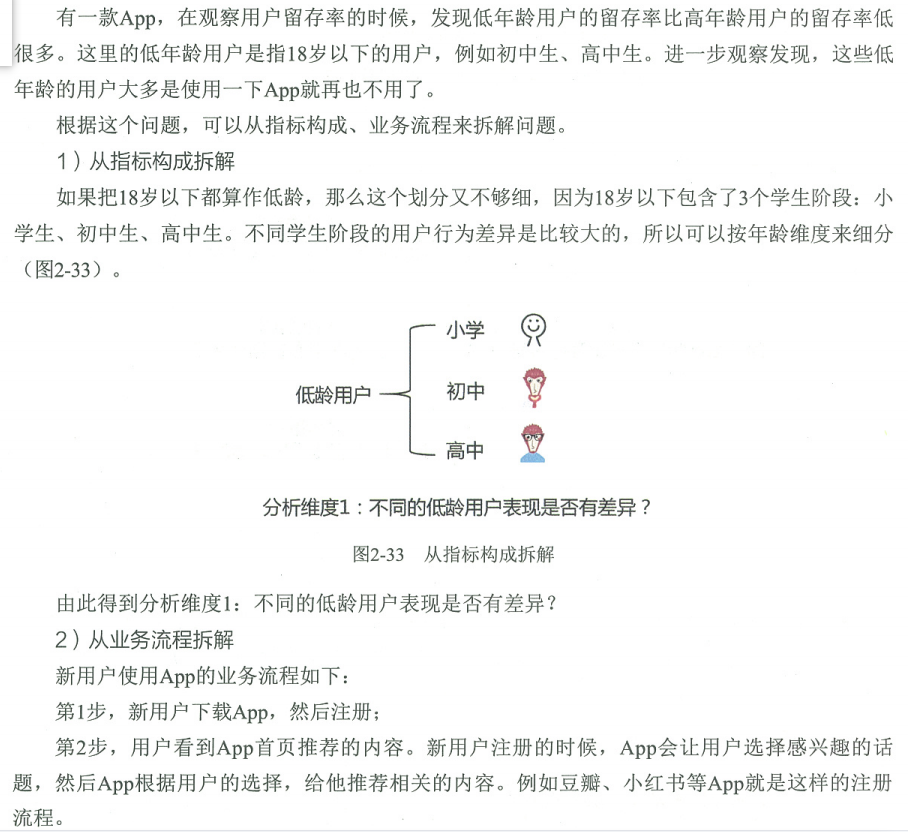 有一款App，在观察用户留存率的时候，发现低年龄用户的留存率比高年龄用户的留存率低
很多。这里的低年龄用户是指18岁以下的用户，例如初中生、高中生。进一步观察发现，这些低
年龄的用户大多是使用一下App就再也不用了。
根据这个问题，可以从指标构成、业务流程来拆解问题。
1）从指标构成拆解
如果把18岁以下都算作低龄，那么这个划分又不够细，因为18岁以下包含了3个学生阶段：小
学生、初中生、高中生。不同学生阶段的用户行为差异是比较大的，所以可以按年龄维度来细分
（图2-33）。
小学
低龄用户
初中
高中
分析维度1：不同的低龄用户表现是否有差异？
图2-33 从指标构成拆解
由此得到分析维度1：不同的低龄用户表现是否有差异？
2）从业务流程拆解
新用户使用App的业务流程如下：
第1步，新用户下载App，然后注册；
第2步，用户看到App首页推荐的内容。新用户注册的时候，App会让用户选择感兴趣的话
题，然后App根据用户的选择，给他推荐相关的内容。例如豆瓣、小红书等App就是这样的注册
流程。